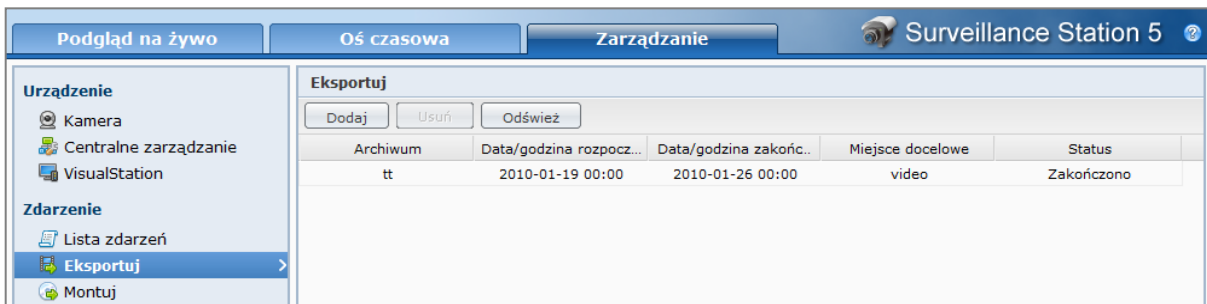 Podgląd na żywo Oś czasowa Zarządzanie Surveillance Station 5 ?
Urządzenie
Kamera
Centralne zarządzanie
VisualStation
Zdarzenie
Lista zdarzeń
Eksportuj
Montuj
Eksportuj
Dodaj Usuń Odśwież
Archiwum Data/godzina rozpocz... Data/godzina zakońc... Miejsce docelowe Status
tt 2010-01-19 00:00 2010-01-26 00:00 video Zakończono